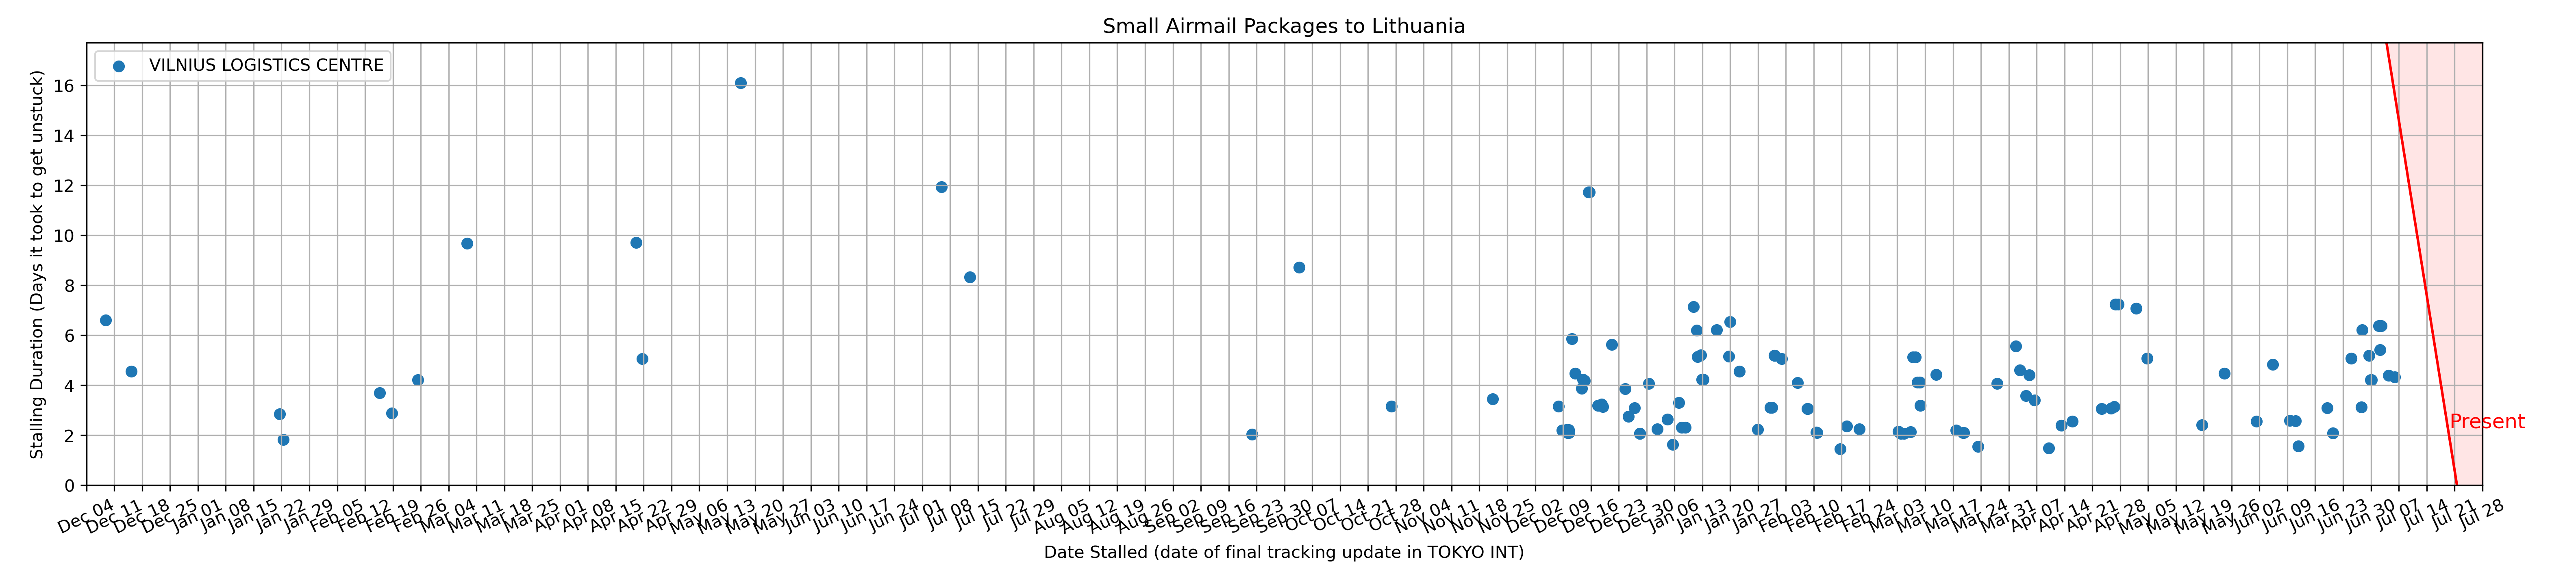 Small Airmail Packages to Lithuania
VILNIUS LOGISTICS CENTRE
Stalling Duration (Days it took to get unstuck)
16
14
12
10
8
6
4
2
0
Present
Dec 04 Dec 11 Dec 18 Dec 25 Jan 01 Jan 08 Jan 15 Jan 22 Jan 29 Feb 05 Feb 12 Feb 19 Feb 26 Mar 04 Mar 11 Mar 18 Mar 25 Apr 01 Apr 08 Apr 15 Apr 22 Apr 29 May 06 May 13 May 20 May 27 Jun 03 Jun 10 Jun 17 Jun 24 Jul 01 Jul 08 Jul 15 Jul 22 Jul 29 Aug 05 Aug 12 Aug 19 Aug 26 Sep 02 Sep 09 Sep 16 Sep 23 Sep 30 Oct 07 Oct 14 Oct 21 Oct 28 Nov 04 Nov 11 Nov 18 Nov 25 Dec 02 Dec 09 Dec 16 Dec 23 Dec 30 Jan 06 Jan 13 Jan 20 Jan 27 Feb 03 Feb 10 Feb 17 Feb 24 Mar 03 Mar 10 Mar 17 Mar 24 Mar 31 Apr 07 Apr 14 Apr 21 Apr 28 May 05 May 12 May 19 May 26 Jun 02 Jun 09 Jun 16 Jun 23 Jun 30 Jul 07 Jul 14 Jul 21 Jul 28
Date Stalled (date of final tracking update in TOKYO INT)